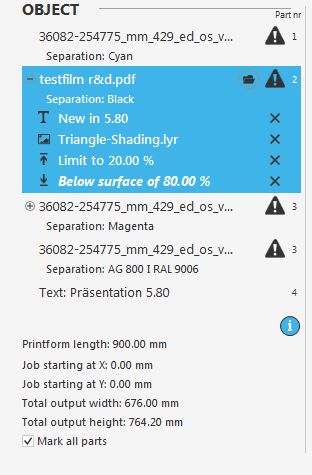 OBJECT
Part nr
36082-254775_mm_429_ed_os_v... 1
Separation: Cyan
testfilm r&d.pdf 2
Separation: Black
New in 5.80
Triangle-Shading.lyr
Limit to 20.00 %
Below surface of 80.00 %
36082-254775_mm_429_ed_os_v... 3
Separation: Magenta
36082-254775_mm_429_ed_os_v... 3
Separation: AG 800 I RAL 9006
Text: Präsentation 5.80 4
Printform length: 900.00 mm
Job starting at X: 0.00 mm
Job starting at Y: 0.00 mm
Total output width: 676.00 mm
Total output height: 764.20 mm
Mark all parts